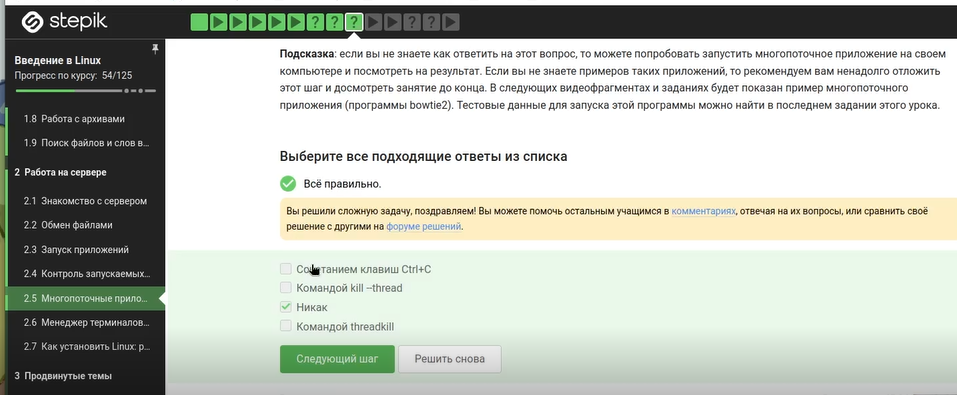 stepik
Введение в Linux
Прогресс по курсу: 54/125
1.8 Работа с архивами
1.9 Поиск файлов и слов в...
2 Работа на сервере
2.1 Знакомство с сервером
2.2 Обмен файлами
2.3 Запуск приложений
2.4 Контроль запускаемых...
2.5 Многопоточные прило...
2.6 Менеджер терминалов...
2.7 Как установить Linux: р...
3 Продвинутые темы
Подсказка: если вы не знаете как ответить на этот вопрос, то можете попробовать запустить многопоточное приложение на своем
компьютере и посмотреть на результат. Если вы не знаете примеров таких приложений, то рекомендуем вам ненадолго отложить
этот шаг и досмотреть занятие до конца. В следующих видеофрагментах и заданиях будет показан пример многопоточного
приложения (программы bowtie2). Тестовые данные для запуска этой программы можно найти в последнем задании этого урока.
Выберите все подходящие ответы из списка
Всё правильно.
Вы решили сложную задачу, поздравляем! Вы можете помочь остальным учащимся в комментариях, отвечая на их вопросы, или сравнить своё
решение с другими на форуме решений.
Сочетанием клавиш Ctrl+C
Командой kill --thread
Никак
Командой threadkill
Следующий шаг
Решить снова